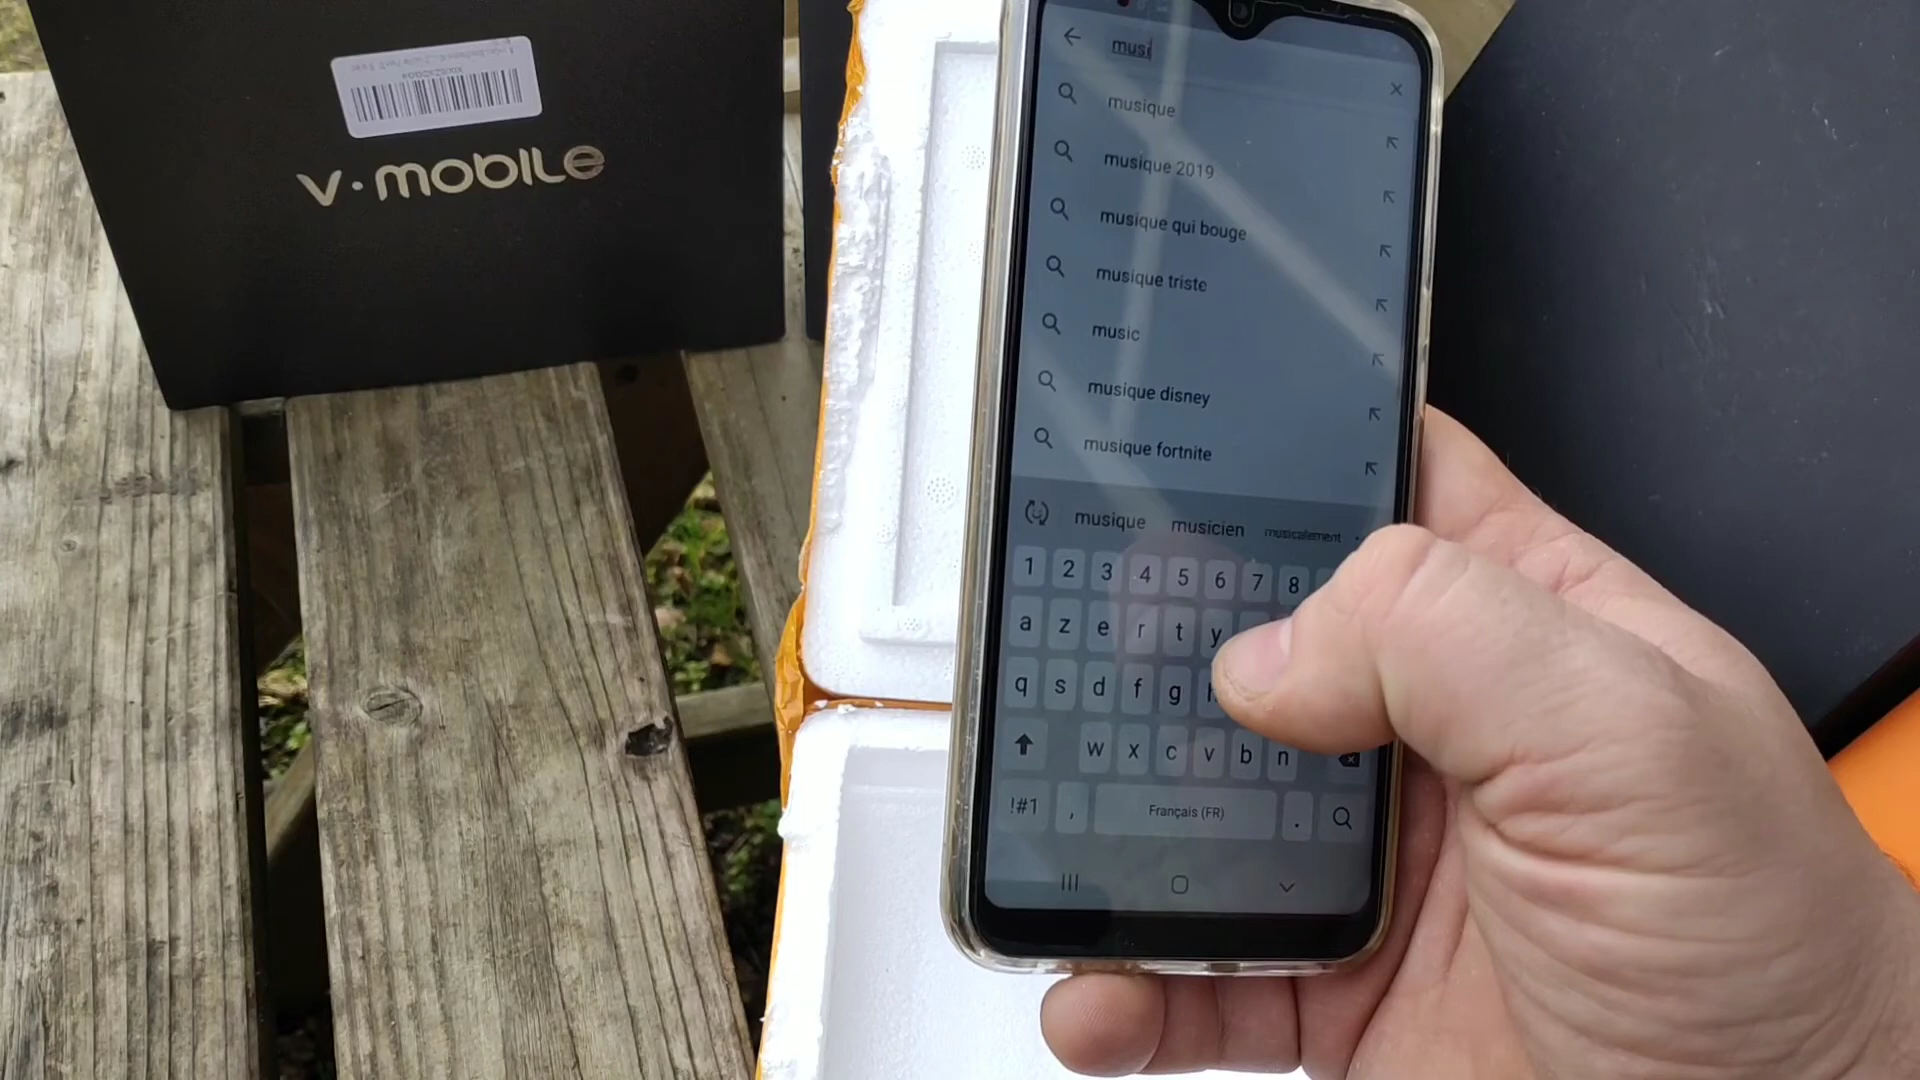 V·MOBILE
musi
musique
musique 2019
musique qui bouge
musique triste
music
musique disney
musique fortnite
musique musicien musicalement
1 2 3 4 5 6 7 8
a z e r t y
q s d f g
w x c v b n
!#1 , Français (FR) .